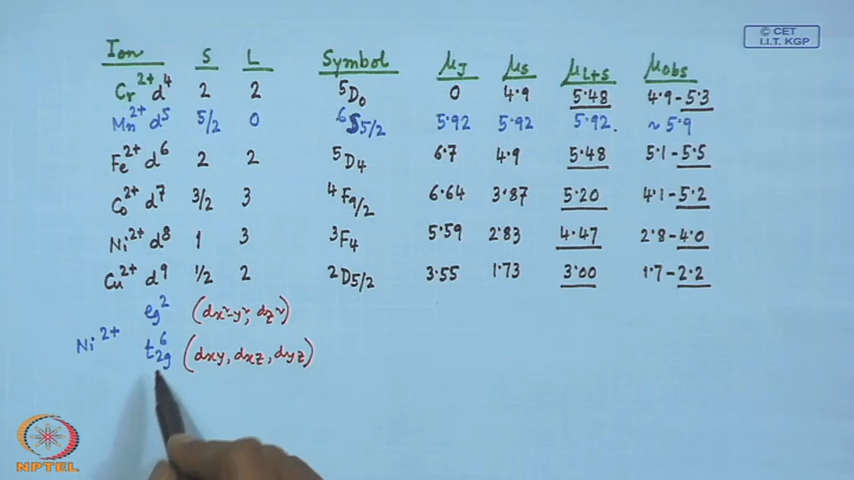 © CET
I.I.T. KGP
Ion S L Symbol μJ μS μL+S μobs
Cr²⁺ d⁴ 2 2 ⁵D₀ 0 4.9 5.48 4.9-5.3
Mn²⁺ d⁵ 5/2 0 ⁶S₅/₂ 5.92 5.92 5.92. ~5.9
Fe²⁺ d⁶ 2 2 ⁵D₄ 6.7 4.9 5.48 5.1-5.5
Co²⁺ d⁷ 3/2 3 ⁴F₉/₂ 6.64 3.87 5.20 4.1-5.2
Ni²⁺ d⁸ 1 3 ³F₄ 5.59 2.83 4.47 2.8-4.0
Cu²⁺ d⁹ 1/2 2 ²D₅/₂ 3.55 1.73 3.00 1.7-2.2
eg² (dx²-y², dz²)
Ni²⁺ t₂g⁶ (dxy, dxz, dyz)
NPTEL